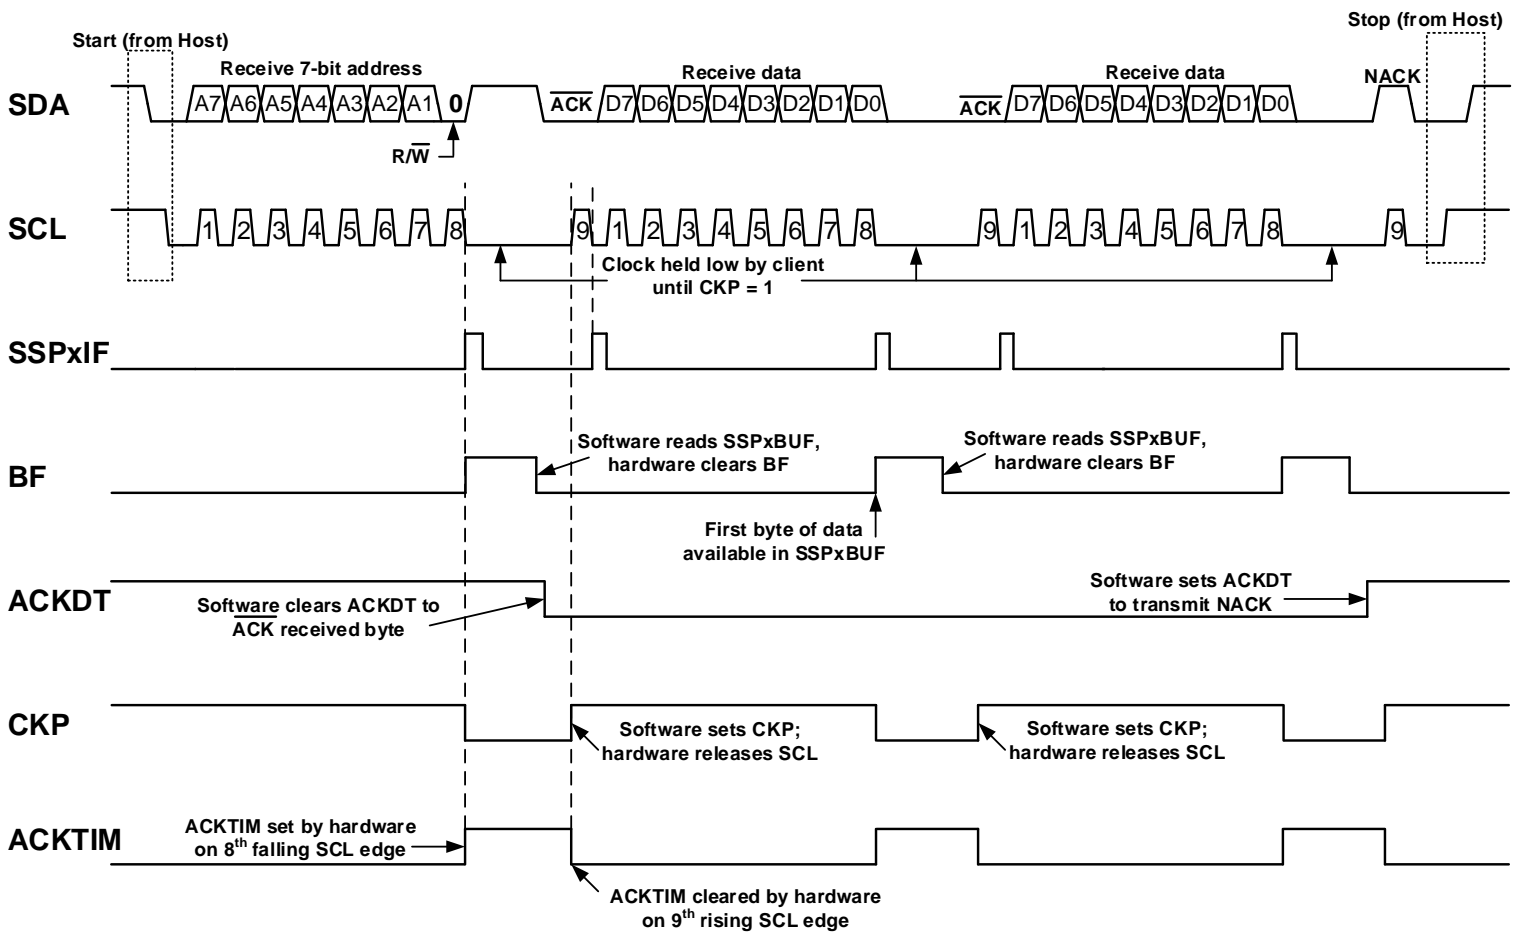 Start (from Host)
Stop (from Host)
Receive 7-bit address
Receive data
Receive data
NACK
SDA
A7 A6 A5 A4 A3 A2 A1 0
ACK
D7 D6 D5 D4 D3 D2 D1 D0
ACK
D7 D6 D5 D4 D3 D2 D1 D0
R/W
SCL
1 2 3 4 5 6 7 8 9 1 2 3 4 5 6 7 8 9 1 2 3 4 5 6 7 8 9
Clock held low by client
until CKP = 1
SSPxIF
BF
Software reads SSPxBUF,
hardware clears BF
Software reads SSPxBUF,
hardware clears BF
First byte of data
available in SSPxBUF
ACKDT
Software clears ACKDT to
ACK received byte
Software sets ACKDT
to transmit NACK
CKP
Software sets CKP;
hardware releases SCL
Software sets CKP;
hardware releases SCL
ACKTIM
ACKTIM set by hardware
on 8th falling SCL edge
ACKTIM cleared by hardware
on 9th rising SCL edge